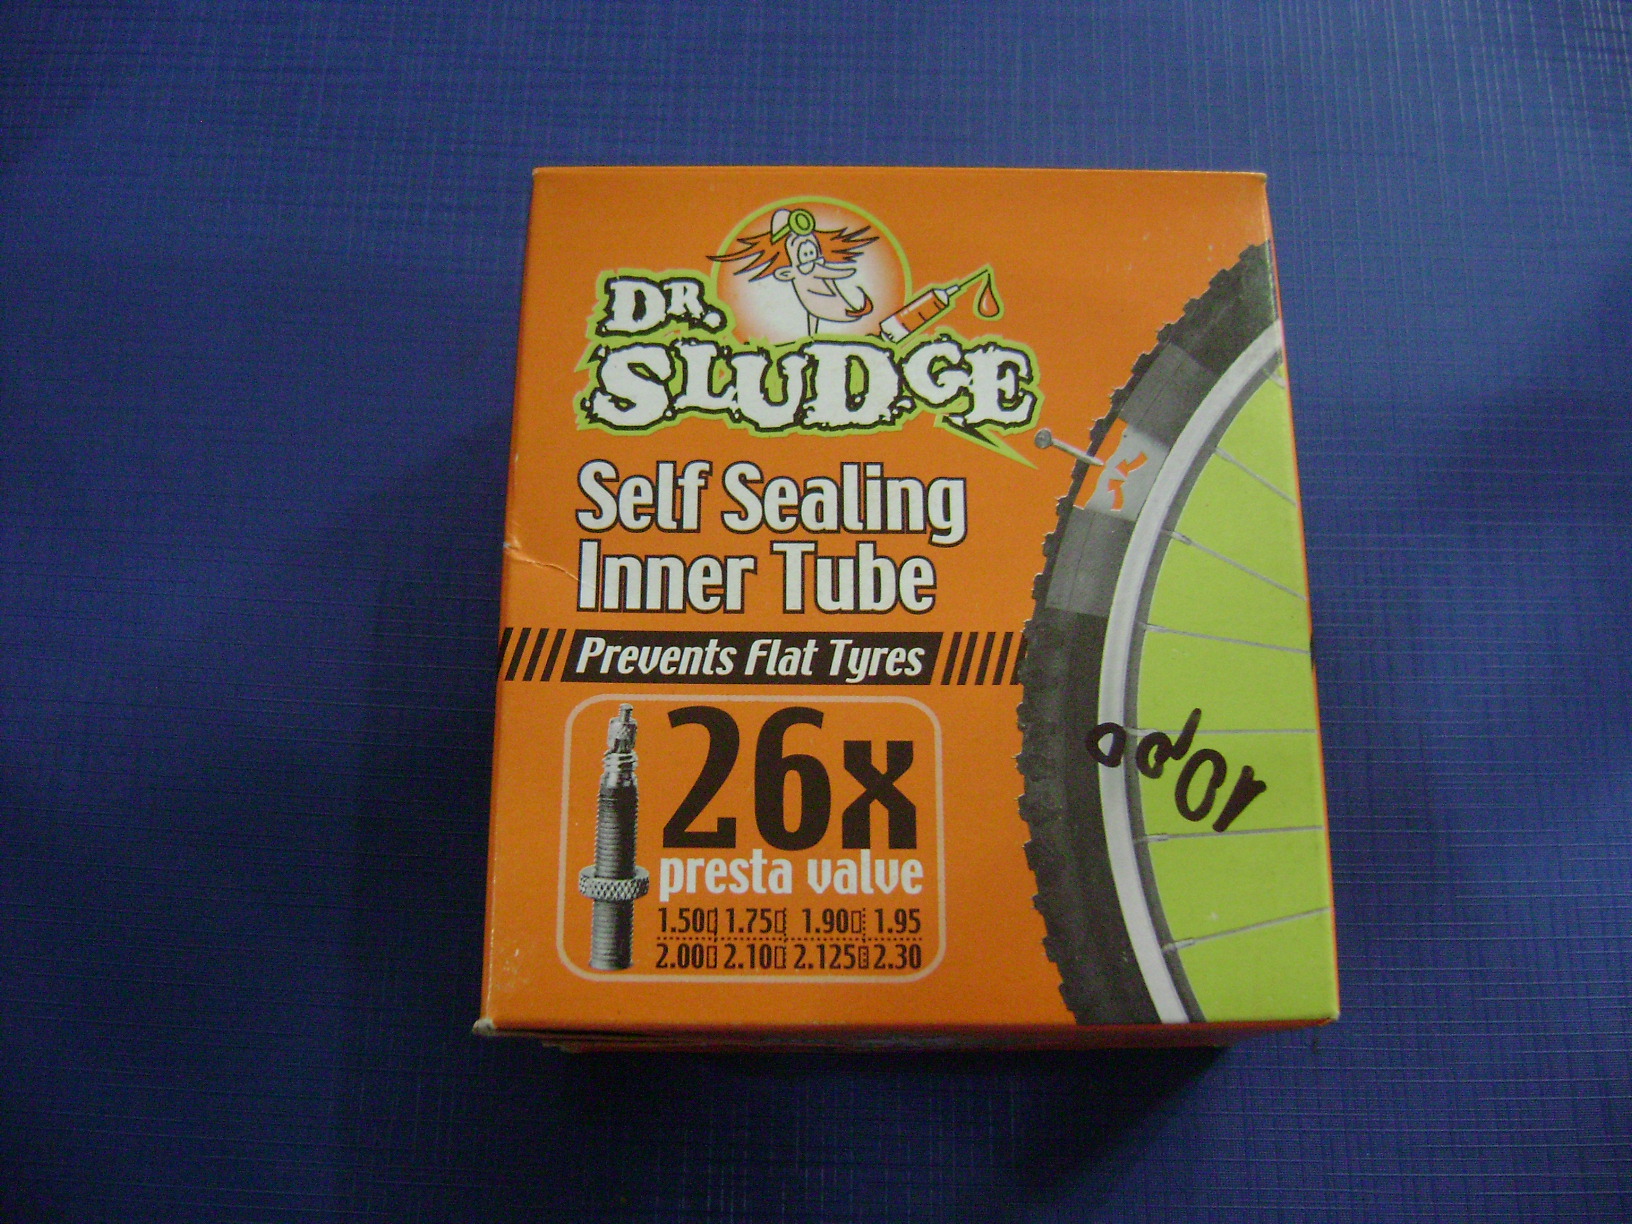 DR.
SLUDGE
Self Sealing
Inner Tube
Prevents Flat Tyres
26x
presta valve
1.50 1.75 1.90 1.95
2.00 2.10 2.125 2.30